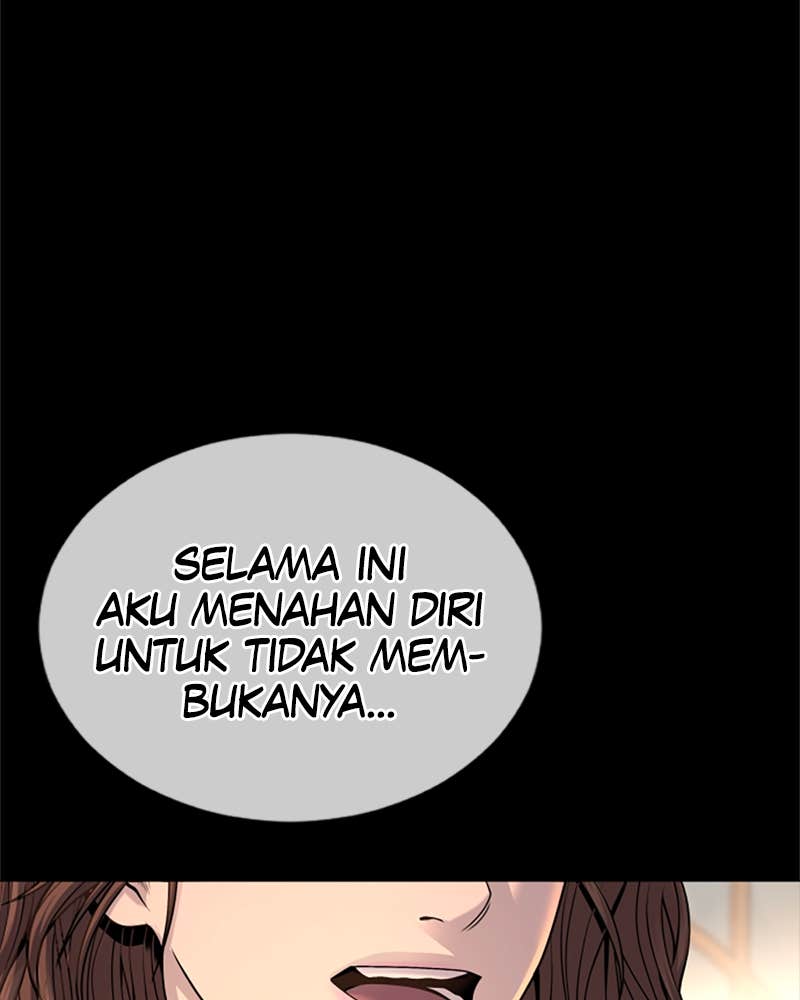 SELAMA INI
AKU MENAHAN DIRI
UNTUK TIDAK MEM-
BUKANYA...